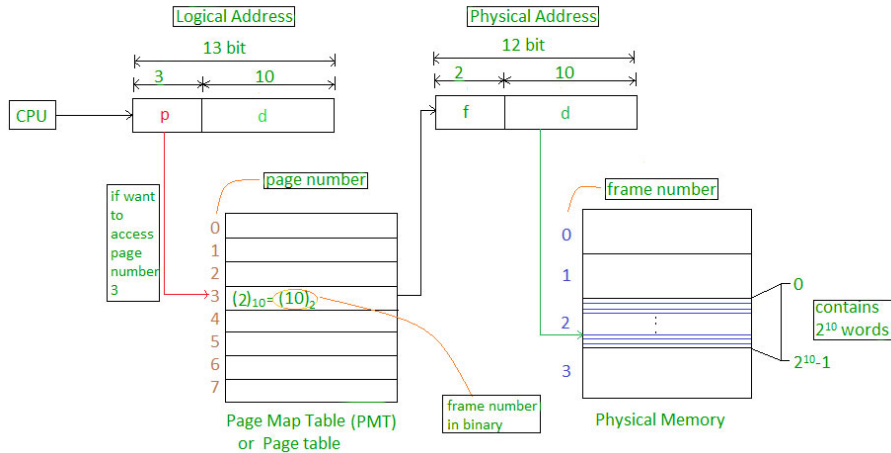 Logical Address
Physical Address
13 bit
12 bit
3
10
2
10
CPU
p
d
f
d
page number
frame number
if want
to
access
page
number
3
0
1
2
3
4
5
6
7
(2)₁₀=(10)₂
0
1
2
3
0
contains
2¹⁰ words
2¹⁰-1
frame number
in binary
Page Map Table (PMT)
or Page table
Physical Memory